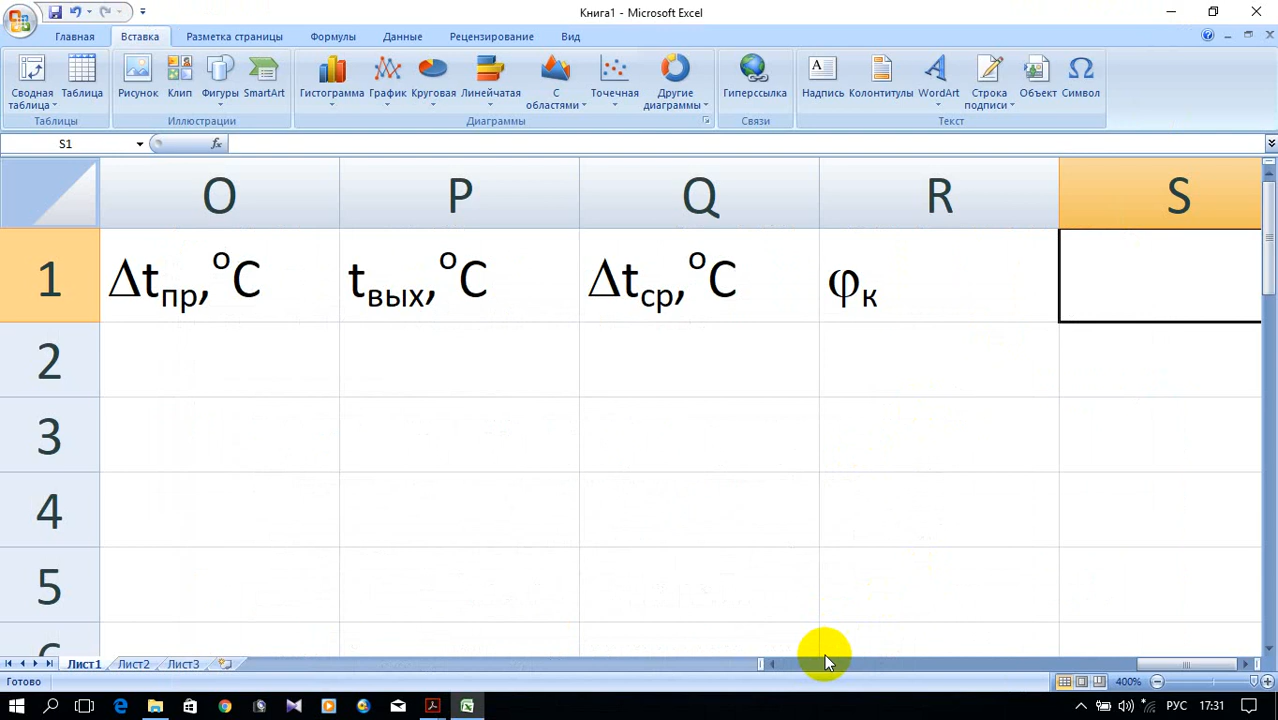 Книга1 - Microsoft Excel
Главная Вставка Разметка страницы Формулы Данные Рецензирование Вид
Сводная таблица Таблица Рисунок Клип Фигуры SmartArt Гистограмма График Круговая Линейчатая С областями Точечная Другие диаграммы Гиперссылка Надпись Колонтитулы WordArt Строка подписи Объект Символ
Таблицы Иллюстрации Диаграммы Связи Текст
S1 fx
O P Q R S
1 Δtпр,°C tвых,°C Δtср,°C φк
2
3
4
5
6
Лист1 Лист2 Лист3
Готово 400%
РУС 17:31